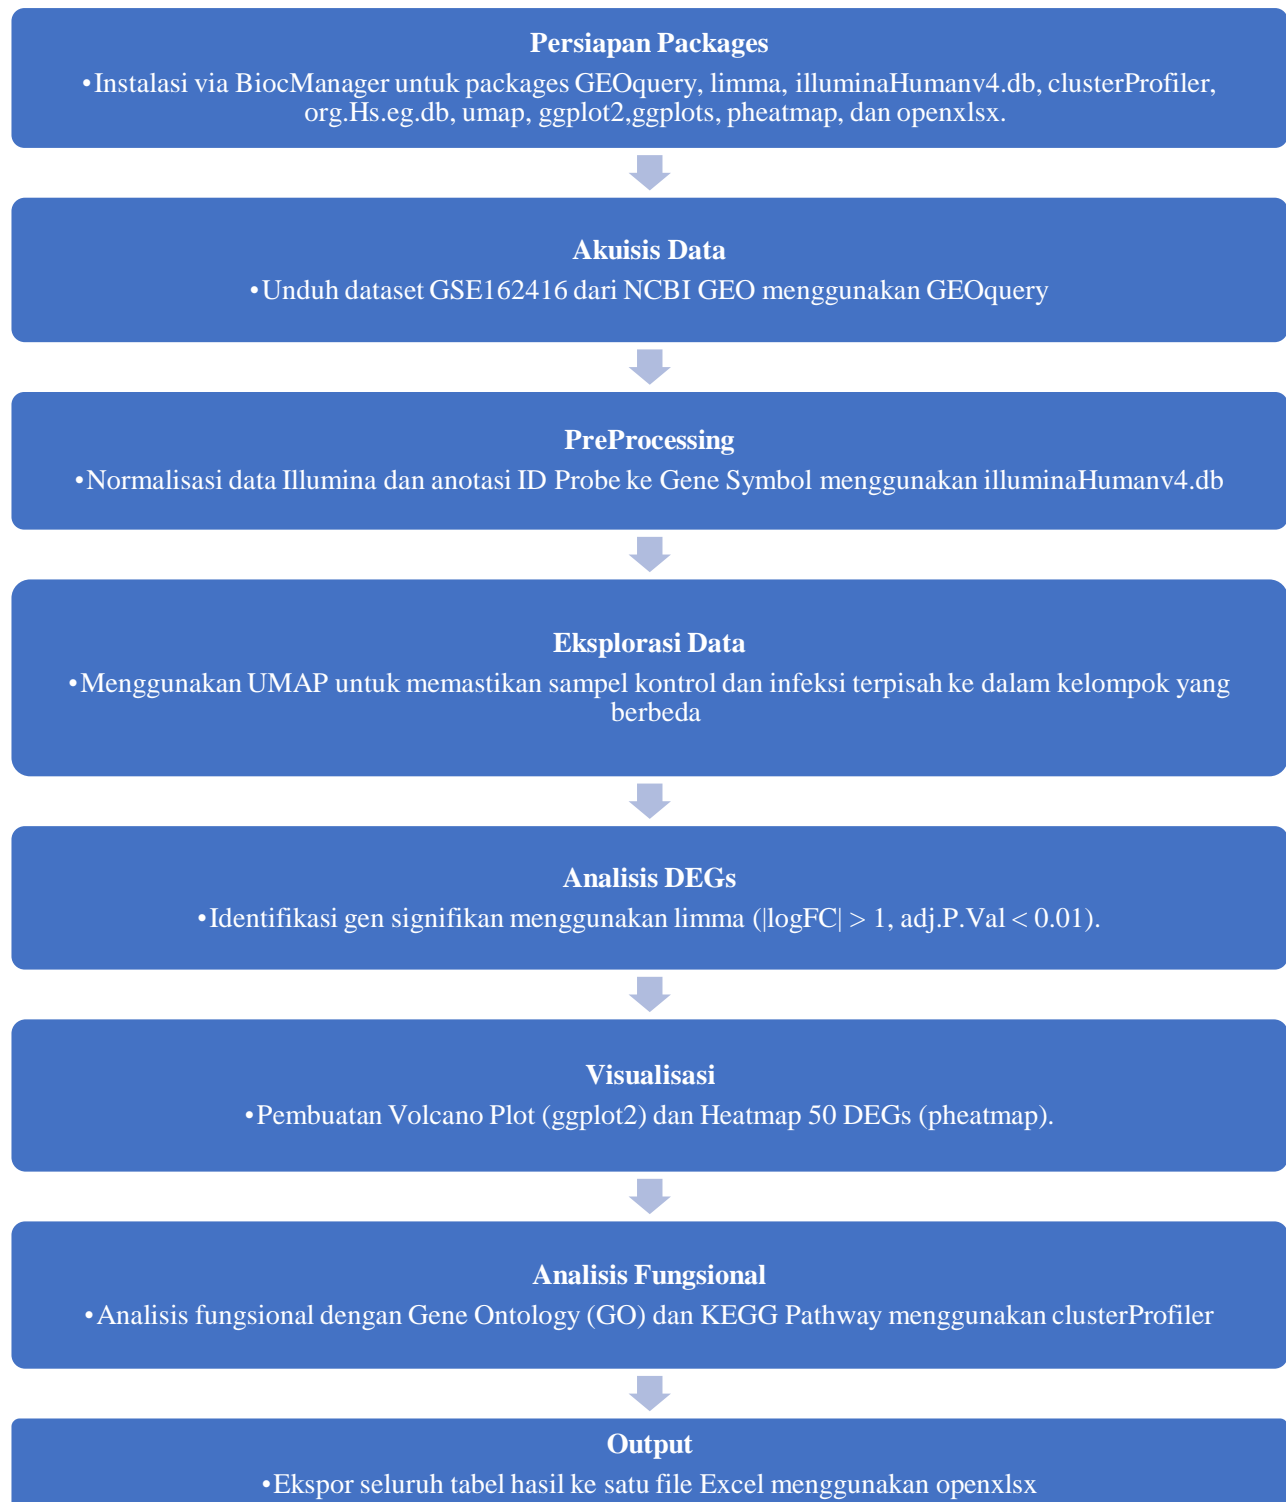 Persiapan Packages
•Instalasi via BiocManager untuk packages GEOquery, limma, illuminaHumanv4.db, clusterProfiler,
org.Hs.eg.db, umap, ggplot2,ggplots, pheatmap, dan openxlsx.
Akuisis Data
•Unduh dataset GSE162416 dari NCBI GEO menggunakan GEOquery
PreProcessing
•Normalisasi data Illumina dan anotasi ID Probe ke Gene Symbol menggunakan illuminaHumanv4.db
Eksplorasi Data
•Menggunakan UMAP untuk memastikan sampel kontrol dan infeksi terpisah ke dalam kelompok yang
berbeda
Analisis DEGs
•Identifikasi gen signifikan menggunakan limma (|logFC| > 1, adj.P.Val < 0.01).
Visualisasi
•Pembuatan Volcano Plot (ggplot2) dan Heatmap 50 DEGs (pheatmap).
Analisis Fungsional
•Analisis fungsional dengan Gene Ontology (GO) dan KEGG Pathway menggunakan clusterProfiler
Output
•Ekspor seluruh tabel hasil ke satu file Excel menggunakan openxlsx